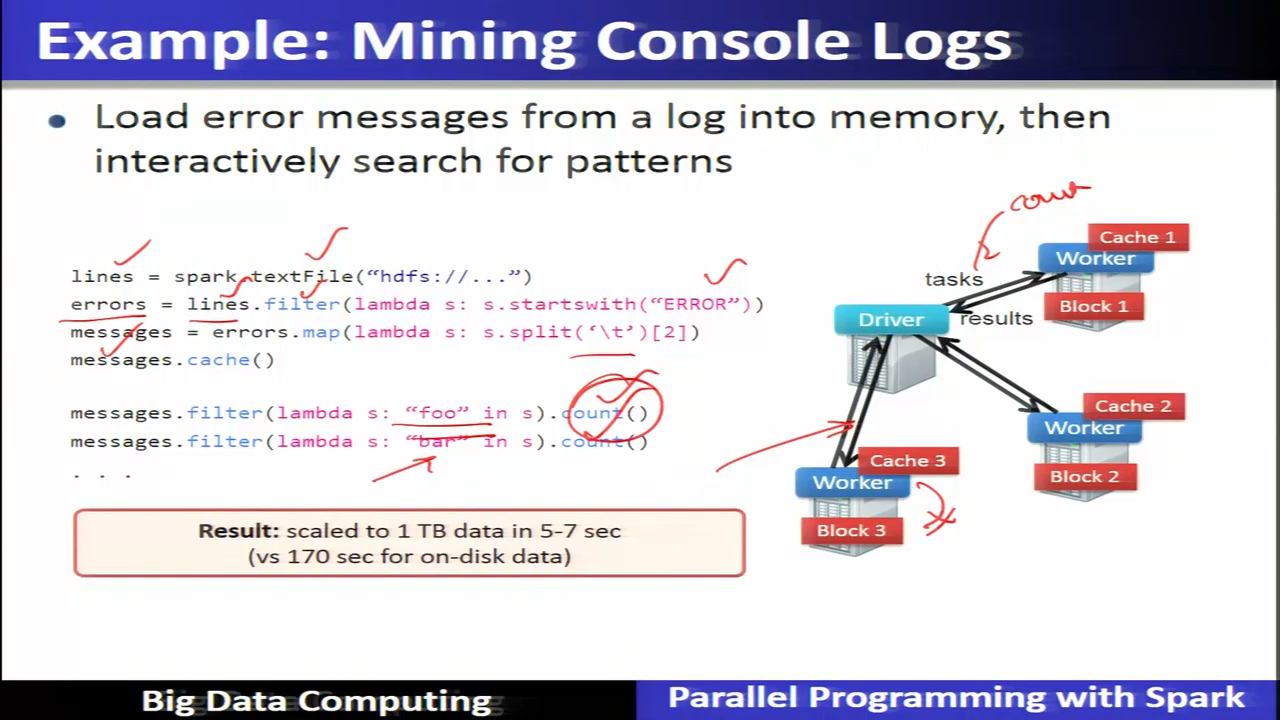 Example: Mining Console Logs
• Load error messages from a log into memory, then
interactively search for patterns
lines = spark.textFile(“hdfs://...”)
errors = lines.filter(lambda s: s.startswith(“ERROR”))
messages = errors.map(lambda s: s.split(‘\t’)[2])
messages.cache()
messages.filter(lambda s: “foo” in s).count()
messages.filter(lambda s: “bar” in s).count()
. . .
Result: scaled to 1 TB data in 5-7 sec
(vs 170 sec for on-disk data)
count
tasks
results
Driver
Cache 1
Worker
Block 1
Cache 2
Worker
Block 2
Cache 3
Worker
Block 3
Big Data Computing
Parallel Programming with Spark